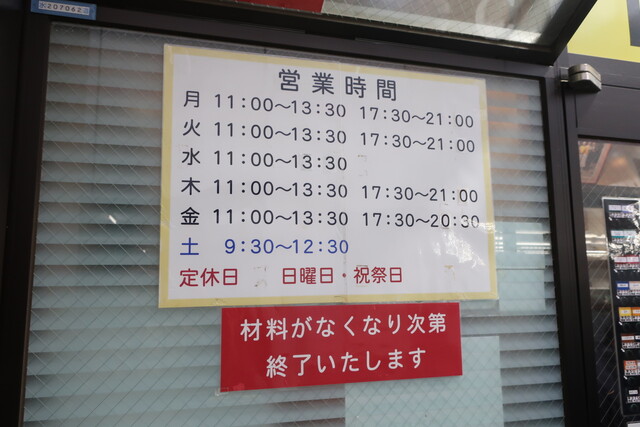 207062
営業時間
月 11:00〜13:30 17:30〜21:00
火 11:00〜13:30 17:30〜21:00
水 11:00〜13:30
木 11:00〜13:30 17:30〜21:00
金 11:00〜13:30 17:30〜20:30
土 9:30〜12:30
定休日 日曜日・祝祭日
材料がなくなり次第
終了いたします